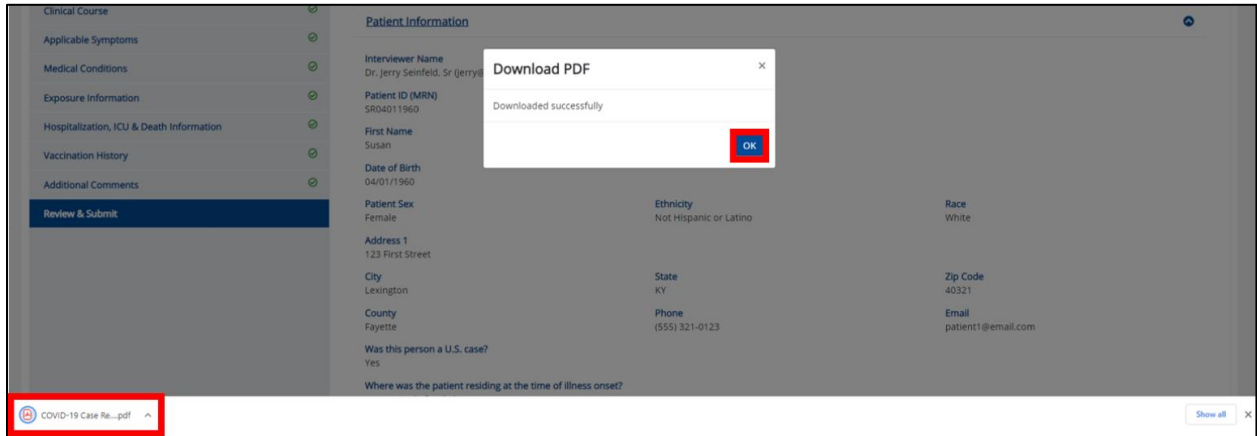 Clinical Course
Applicable Symptoms
Medical Conditions
Exposure Information
Hospitalization, ICU & Death Information
Vaccination History
Additional Comments
Review & Submit
Patient Information
Interviewer Name
Dr. Jerry Seinfeld. Sr (jerry@
Patient ID (MRN)
SR04011960
First Name
Susan
Date of Birth
04/01/1960
Patient Sex Ethnicity Race
Female Not Hispanic or Latino White
Address 1
123 First Street
City State Zip Code
Lexington KY 40321
County Phone Email
Fayette (555) 321-0123 patient1@email.com
Was this person a U.S. case?
Yes
Where was the patient residing at the time of illness onset?
Download PDF ×
Downloaded successfully
OK
COVID-19 Case Re....pdf
Show all ×